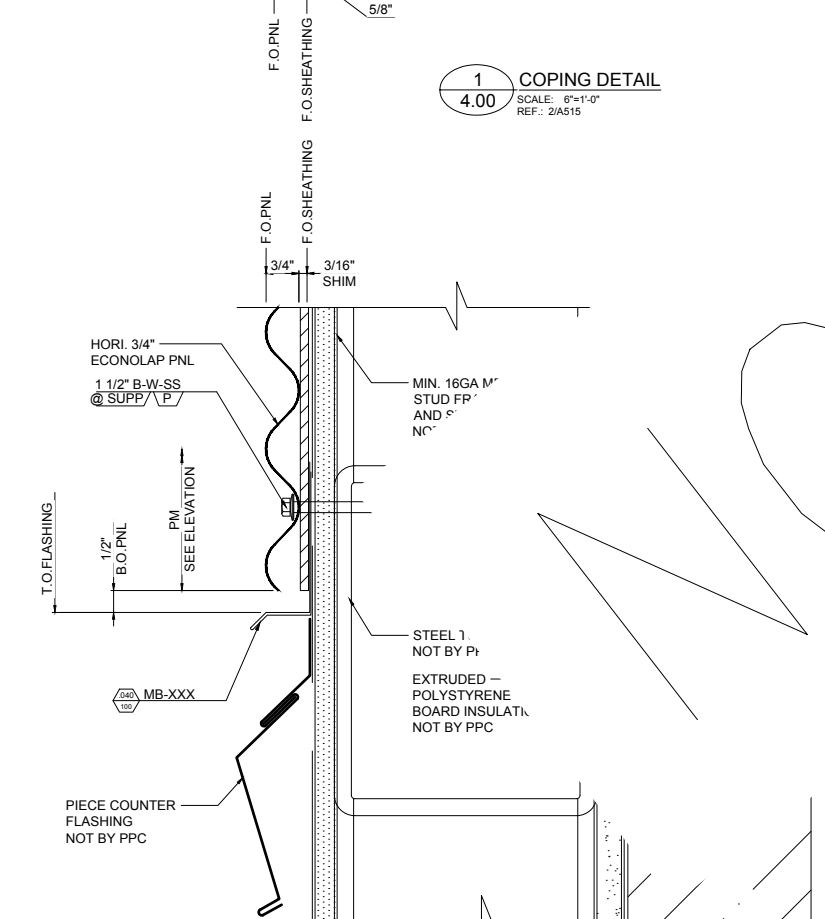 5/8"
F.O.PNL
F.O.SHEATHING
1
4.00
COPING DETAIL
SCALE: 6"=1'-0"
REF.: 2/A515
F.O.PNL
F.O.SHEATHING
3/4"
3/16"
SHIM
HORI. 3/4"
ECONOLAP PNL
1 1/2" B-W-SS
@ SUPP P
MIN. 16GA
STUD
AND
T.O.FLASHING
1/2"
B.O.PNL
PM
SEE ELEVATION
STEEL
NOT BY
EXTRUDED
POLYSTYRENE
BOARD
NOT BY PPC
.040
100
MB-XXX
PIECE COUNTER
FLASHING
NOT BY PPC